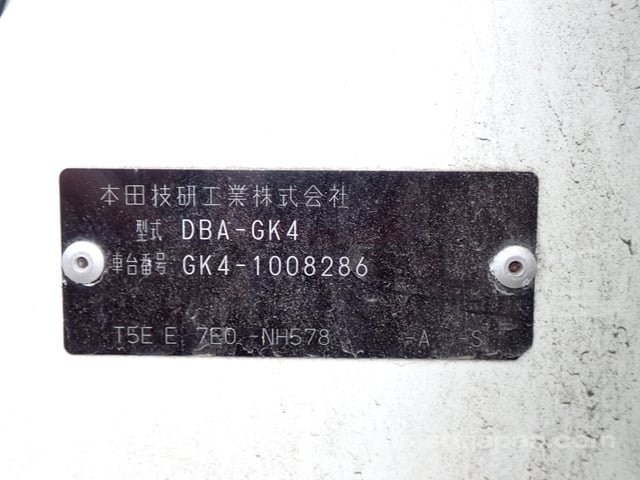 本田技研工業株式会社
型式 DBA-GK4
車台番号 GK4-1008286
T5E E 7E0 -NH578 -A S